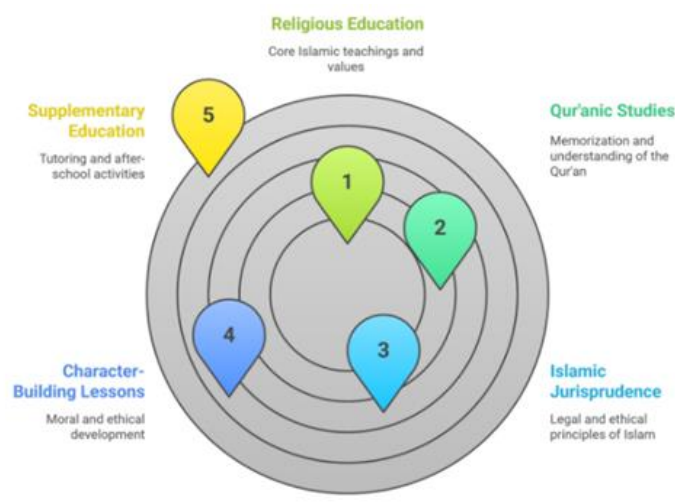 Religious Education
Core Islamic teachings and
values
Supplementary
Education
Tutoring and after-
school activities
5
Qur'anic Studies
Memorization and
understanding of the
Qur'an
1
2
4
3
Character-
Building Lessons
Moral and ethical
development
Islamic
Jurisprudence
Legal and ethical
principles of Islam